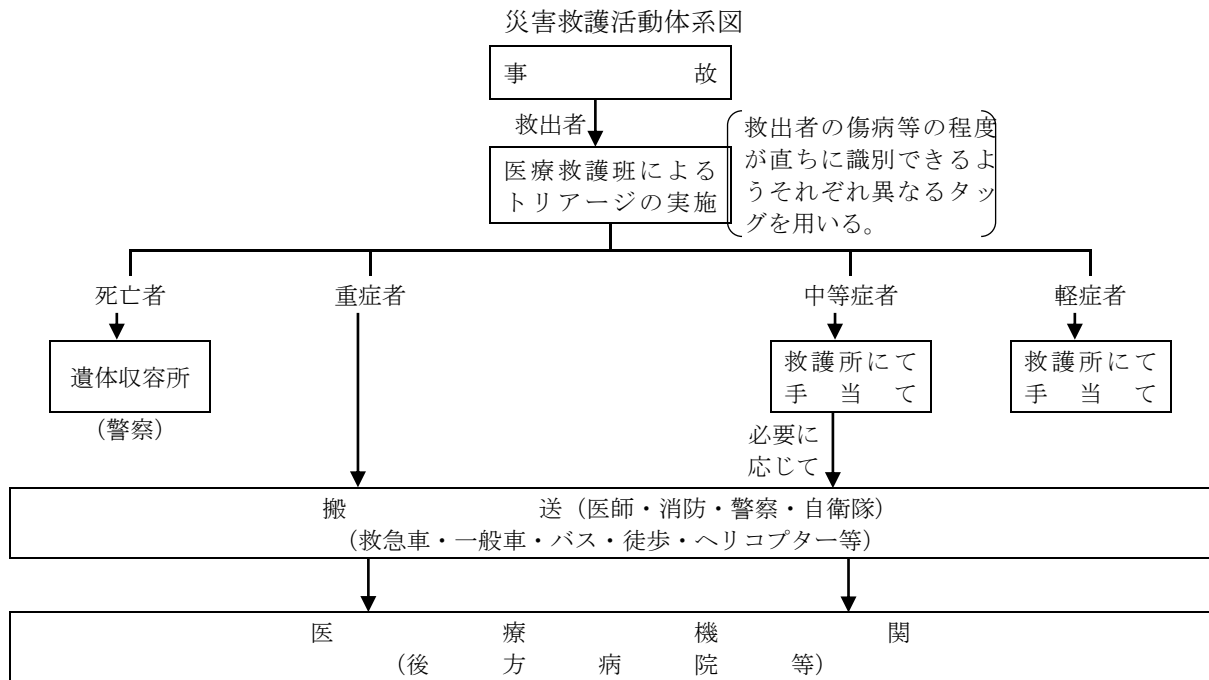 災害救護活動体系図
事故
救出者
医療救護班による
トリアージの実施
救出者の傷病等の程度
が直ちに識別できるよ
うそれぞれ異なるタッ
グを用いる。
死亡者
重症者
中等症者
軽症者
遺体収容所
（警察）
救護所にて
手当て
救護所にて
手当て
必要に
応じて
搬送（医師・消防・警察・自衛隊）
（救急車・一般車・バス・徒歩・ヘリコプター等）
医療機関
（後方病院等）